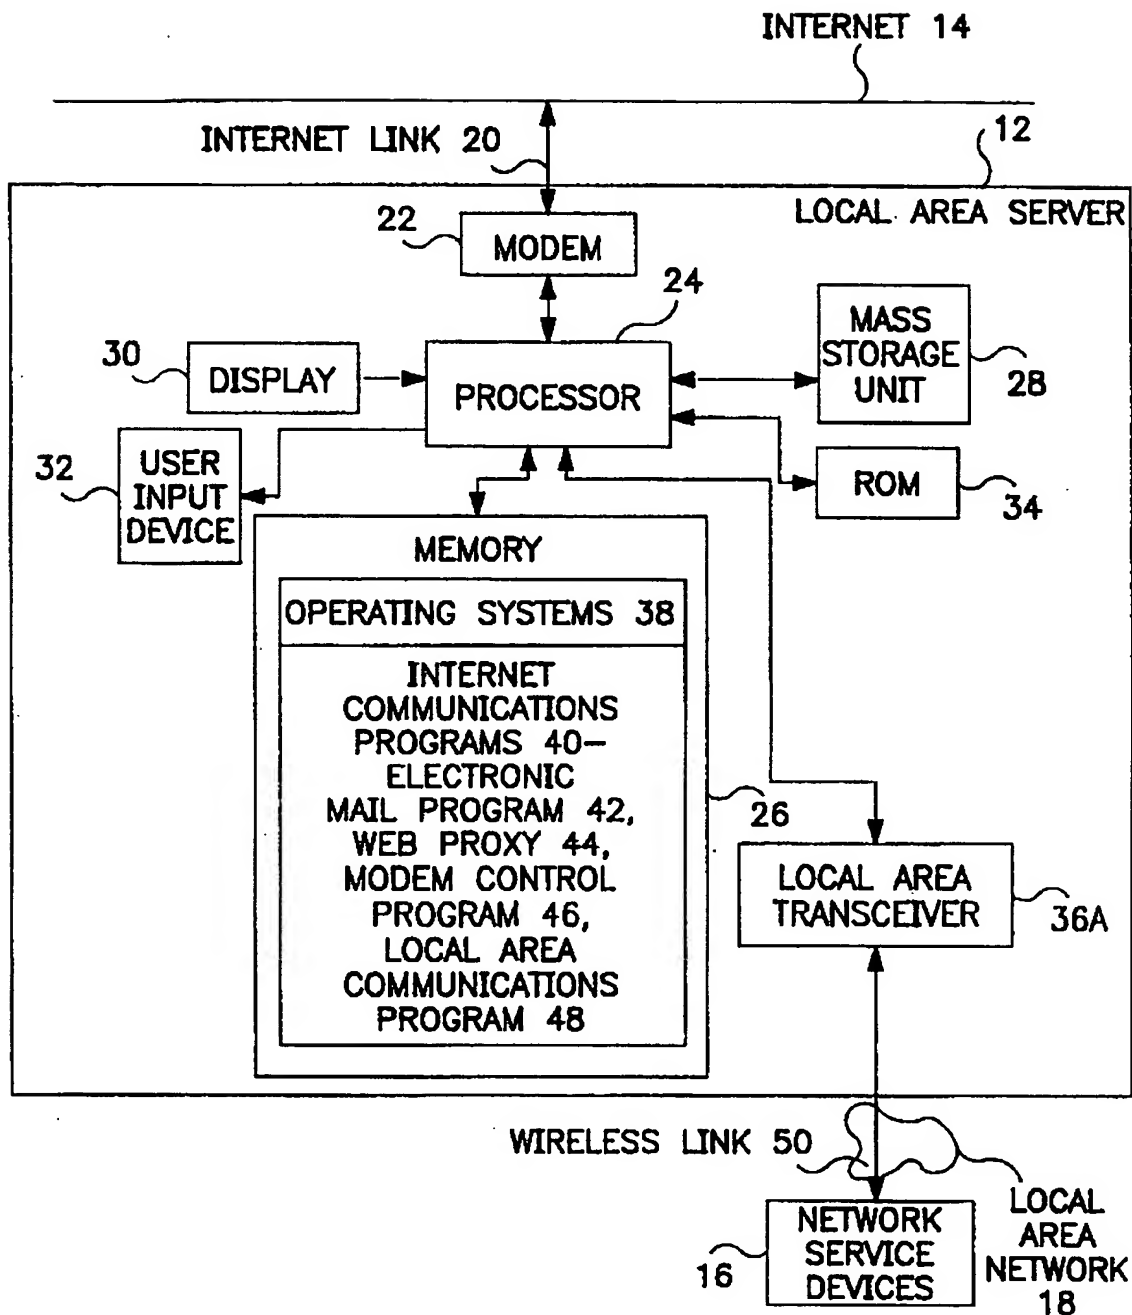 INTERNET 14
INTERNET LINK 20
12
LOCAL AREA SERVER
22
MODEM
24
MASS
STORAGE
UNIT
28
30
DISPLAY
PROCESSOR
32
USER
INPUT
DEVICE
ROM
34
MEMORY
OPERATING SYSTEMS 38
INTERNET
COMMUNICATIONS
PROGRAMS 40-
ELECTRONIC
MAIL PROGRAM 42,
WEB PROXY 44,
MODEM CONTROL
PROGRAM 46,
LOCAL AREA
COMMUNICATIONS
PROGRAM 48
26
LOCAL AREA
TRANSCEIVER
36A
WIRELESS LINK 50
NETWORK
SERVICE
DEVICES
16
LOCAL
AREA
NETWORK
18